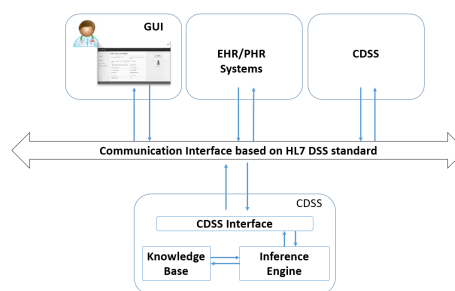 GUI
EHR/PHR
Systems
CDSS
Communication Interface based on HL7 DSS standard
CDSS
CDSS Interface
Knowledge
Base
Inference
Engine